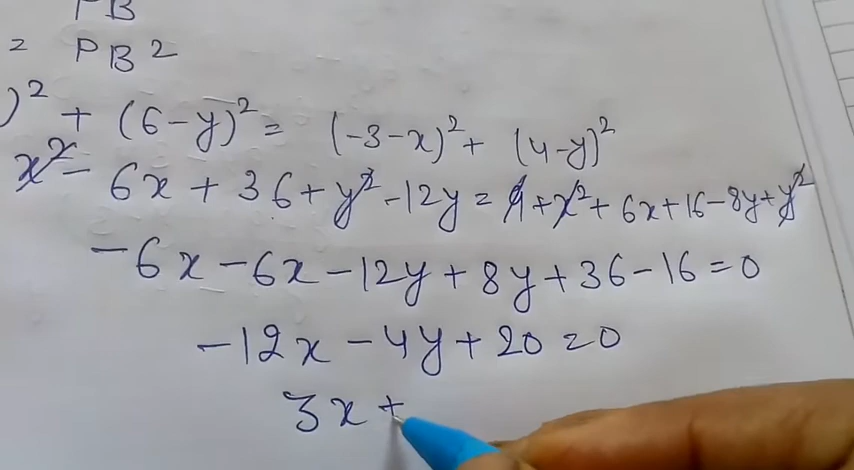 PB
= PB²
)² + (6-y)² = (-3-x)² + (4-y)²
x² - 6x + 36 + y² - 12y = 9 + x² + 6x + 16 - 8y + y²
-6x - 6x - 12y + 8y + 36 - 16 = 0
-12x - 4y + 20 = 0
3x +